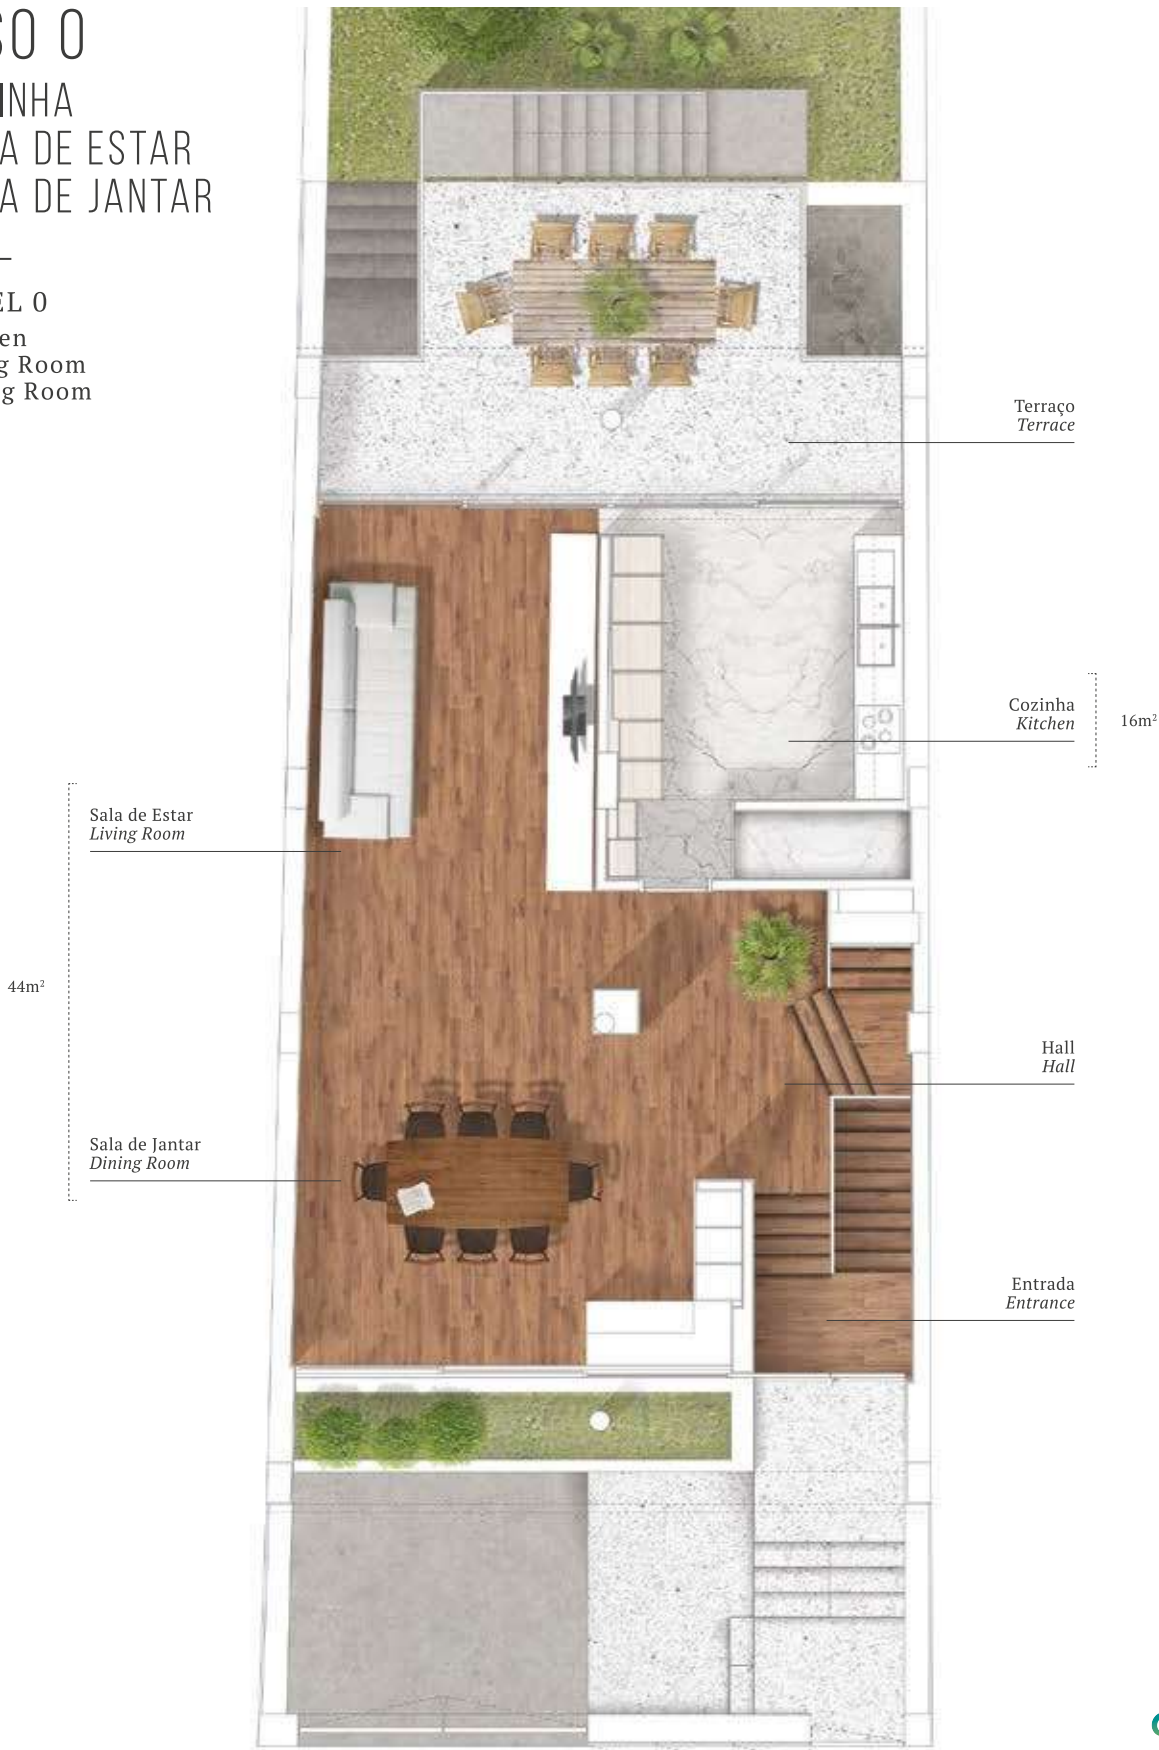 SO 0
INHA
A DE ESTAR
A DE JANTAR
EL 0
en
g Room
g Room
Terraço
Terrace
Cozinha
Kitchen
16m²
Sala de Estar
Living Room
44m²
Hall
Hall
Sala de Jantar
Dining Room
Entrada
Entrance